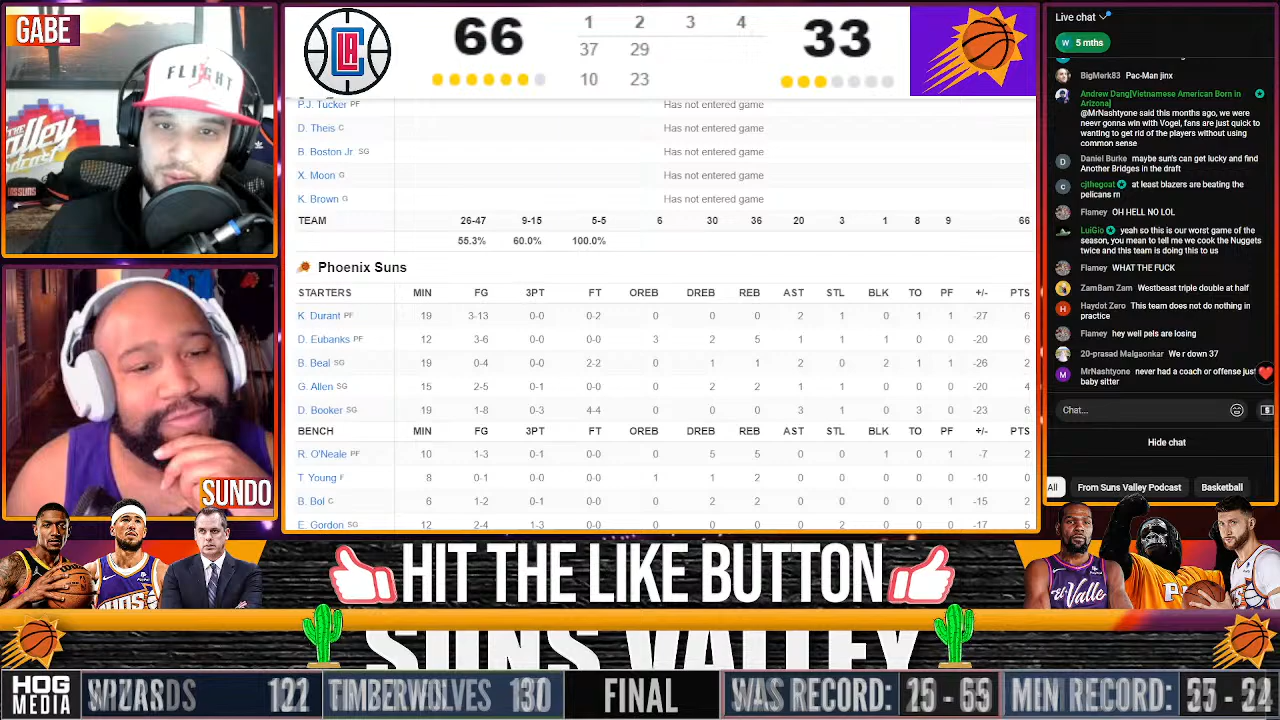 GABE
66
33
1 2 3 4
37 29
10 23
LA
P.J. Tucker PF Has not entered game
D. Theis C Has not entered game
B. Boston Jr SG Has not entered game
X. Moon G Has not entered game
K. Brown G Has not entered game
TEAM 26-47 9-15 5-5 6 30 36 20 3 1 8 9 66
55.3% 60.0% 100.0%
Phoenix Suns
STARTERS MIN FG 3PT FT OREB DREB REB AST STL BLK TO PF +/- PTS
K. Durant PF 19 3-13 0-0 0-2 0 0 0 2 1 0 1 1 -27 6
D. Eubanks PF 12 3-6 0-0 0-0 3 2 5 1 1 1 0 0 -20 6
B. Beal SG 19 0-4 0-0 2-2 0 1 1 2 0 2 1 1 -26 2
G. Allen SG 15 2-5 0-1 0-0 0 2 2 1 1 0 0 0 -20 4
D. Booker SG 19 1-8 0-3 4-4 0 0 0 3 1 0 3 0 -23 6
BENCH MIN FG 3PT FT OREB DREB REB AST STL BLK TO PF +/- PTS
R. O'Neale PF 10 1-3 0-1 0-0 0 5 5 0 0 1 0 1 -7 2
T. Young F 8 0-1 0-0 0-0 1 1 2 0 0 0 0 0 -10 0
B. Bol C 6 1-2 0-1 0-0 0 2 2 0 0 0 0 1 -15 2
E. Gordon SG 12 2-4 1-3 0-0 0 0 0 0 2 0 0 0 -17 5
Live chat
W 5 mths
BigMerk83 Pac-Man jinx
Andrew Dang[Vietnamese American Born in
Arizona]
@MrNashtyone said this months ago, we were
neevr gonna win with Vogel, fans are just quick to
wanting to get rid of the players without using
common sense
D Daniel Burke maybe sun's can get lucky and find
Another Bridges in the draft
c cjthegoat at least blazers are beating the
pelicans rn
Flamey OH HELL NO LOL
LuiGio yeah so this is our worst game of the
season, you mean to tell me we cook the Nuggets
twice and this team is doing this to us
Flamey WHAT THE FUCK
ZamBam Zam Westbeast triple double at half
H Haydot Zero This team does not do nothing in
practice
Flamey hey well pels are losing
20-prasad Malgaonkar We r down 37
M MrNashtyone never had a coach or offense just
baby sitter
Chat...
Hide chat
All From Suns Valley Podcast Basketball
FLIGHT
THE
Valley
PODCAST
SUNDO
HIT THE LIKE BUTTON
SUNS VALLEY
HOG
MEDIA
WIZARDS 122 TIMBERWOLVES 130 FINAL WAS RECORD: MEN RECORD: